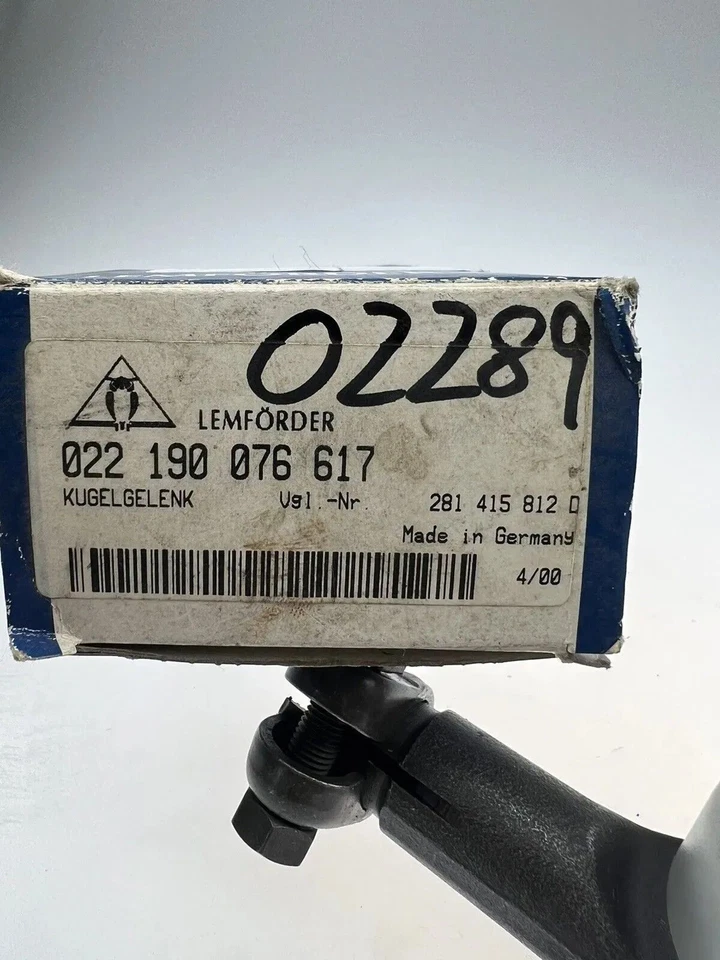 02289
LEMFÖRDER
022 190 076 617
KUGELGELENK Vgl.-Nr. 281 415 812 D
Made in Germany
4/00